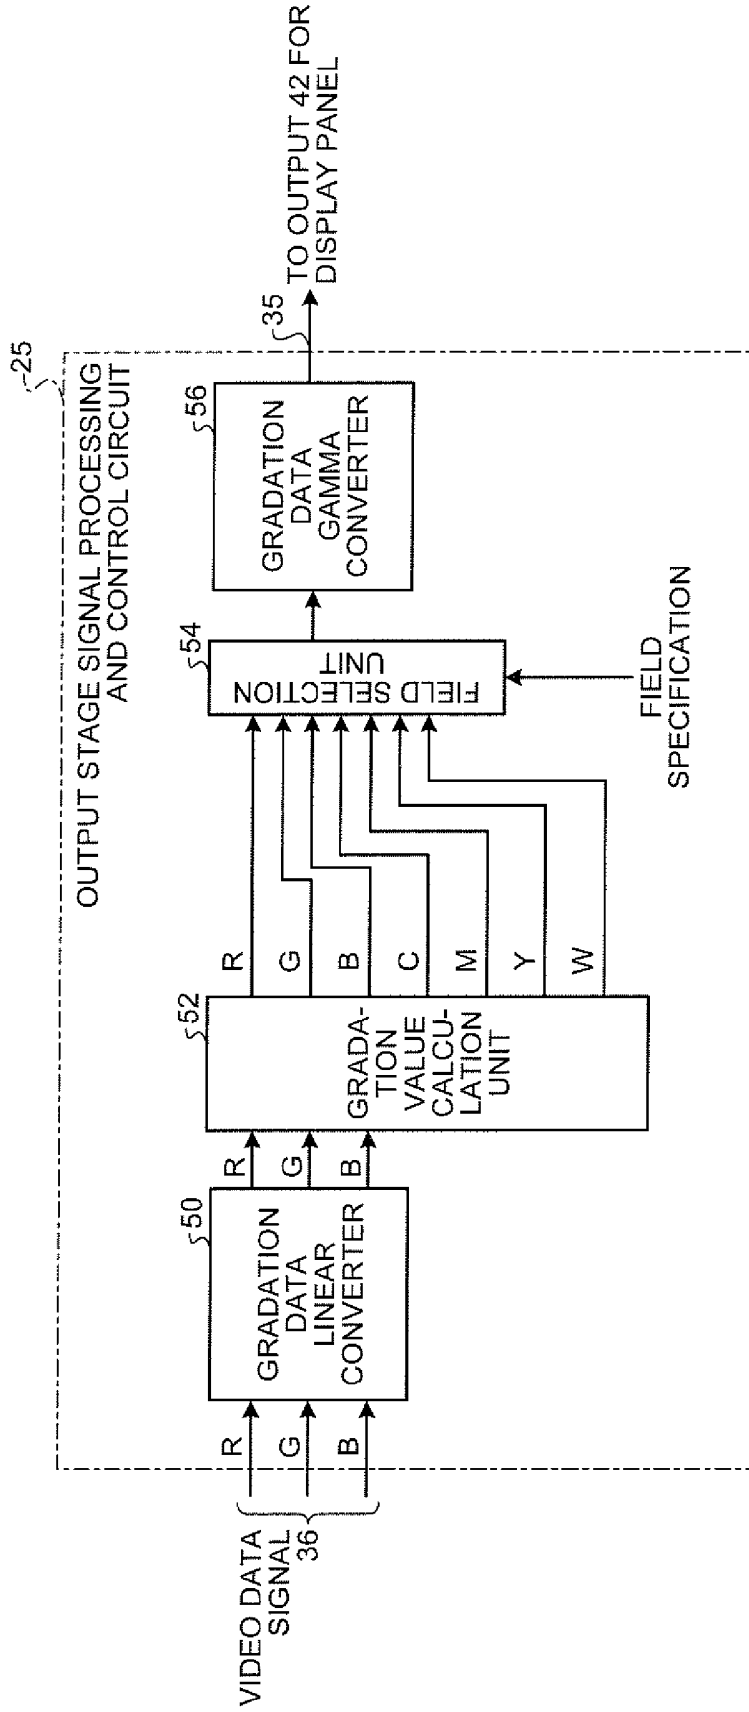 25
OUTPUT STAGE SIGNAL PROCESSING
AND CONTROL CIRCUIT
VIDEO DATA
SIGNAL
36
R
G
B
50
GRADATION
DATA
LINEAR
CONVERTER
R
G
B
52
GRADA-
TION
VALUE
CALCU-
LATION
UNIT
R
G
B
C
M
Y
W
54
FIELD SELECTION
UNIT
FIELD
SPECIFICATION
56
GRADATION
DATA
GAMMA
CONVERTER
35
TO OUTPUT 42 FOR
DISPLAY PANEL